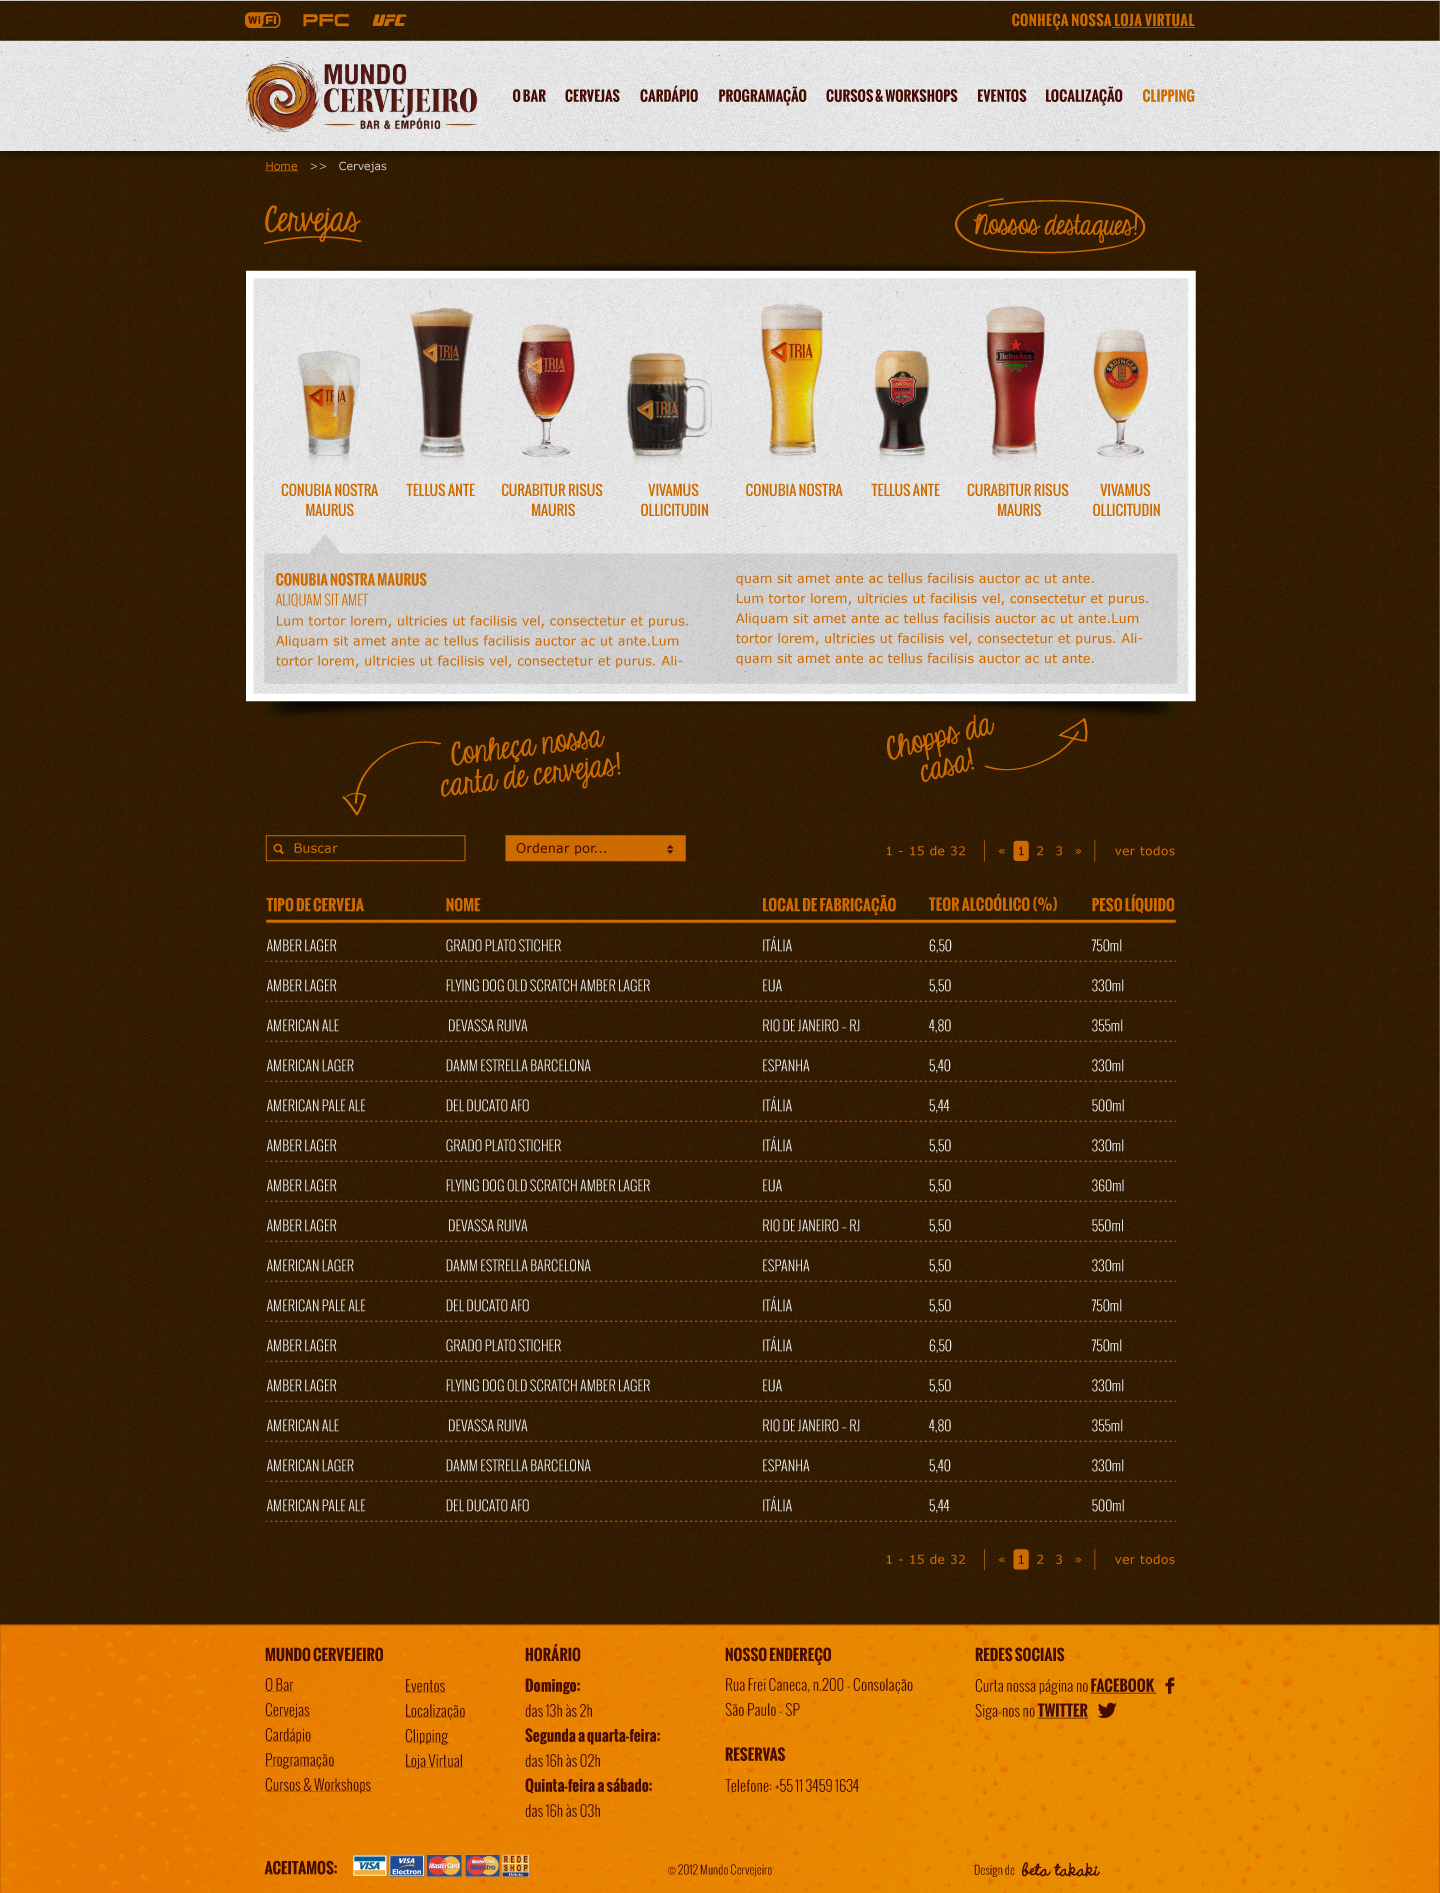 Wi Fi PFC UFC CONHEÇA NOSSA LOJA VIRTUAL
MUNDO
CERVEJEIRO
BAR & EMPÓRIO
O BAR CERVEJAS CARDÁPIO PROGRAMAÇÃO CURSOS & WORKSHOPS EVENTOS LOCALIZAÇÃO CLIPPING
Home >> Cervejas
Cervejas Nossos destaques!
TRIA TRIA TRIA TRIA TRIA Heineken ERDINGER
CONUBIA NOSTRA TELLUS ANTE CURABITUR RISUS VIVAMUS CONUBIA NOSTRA TELLUS ANTE CURABITUR RISUS VIVAMUS
MAURUS MAURIS OLLICITUDIN MAURIS OLLICITUDIN
CONUBIA NOSTRA MAURUS
ALIQUAM SIT AMET
Lum tortor lorem, ultricies ut facilisis vel, consectetur et purus.
Aliquam sit amet ante ac tellus facilisis auctor ac ut ante.Lum
tortor lorem, ultricies ut facilisis vel, consectetur et purus. Ali-
quam sit amet ante ac tellus facilisis auctor ac ut ante.
Lum tortor lorem, ultricies ut facilisis vel, consectetur et purus.
Aliquam sit amet ante ac tellus facilisis auctor ac ut ante.Lum
tortor lorem, ultricies ut facilisis vel, consectetur et purus. Ali-
quam sit amet ante ac tellus facilisis auctor ac ut ante.
Conheça nossa
carta de cervejas!
Chopps da
casa!
Buscar Ordenar por... 1 - 15 de 32 « 1 2 3 » ver todos
TIPO DE CERVEJA NOME LOCAL DE FABRICAÇÃO TEOR ALCOÓLICO (%) PESO LÍQUIDO
AMBER LAGER GRADO PLATO STICHER ITÁLIA 6,50 750ml
AMBER LAGER FLYING DOG OLD SCRATCH AMBER LAGER EUA 5,50 330ml
AMERICAN ALE DEVASSA RUIVA RIO DE JANEIRO – RJ 4,80 355ml
AMERICAN LAGER DAMM ESTRELLA BARCELONA ESPANHA 5,40 330ml
AMERICAN PALE ALE DEL DUCATO AFO ITÁLIA 5,44 500ml
AMBER LAGER GRADO PLATO STICHER ITÁLIA 5,50 330ml
AMBER LAGER FLYING DOG OLD SCRATCH AMBER LAGER EUA 5,50 360ml
AMBER LAGER DEVASSA RUIVA RIO DE JANEIRO – RJ 5,50 550ml
AMERICAN LAGER DAMM ESTRELLA BARCELONA ESPANHA 5,50 330ml
AMERICAN PALE ALE DEL DUCATO AFO ITÁLIA 5,50 750ml
AMBER LAGER GRADO PLATO STICHER ITÁLIA 6,50 750ml
AMBER LAGER FLYING DOG OLD SCRATCH AMBER LAGER EUA 5,50 330ml
AMERICAN ALE DEVASSA RUIVA RIO DE JANEIRO – RJ 4,80 355ml
AMERICAN LAGER DAMM ESTRELLA BARCELONA ESPANHA 5,40 330ml
AMERICAN PALE ALE DEL DUCATO AFO ITÁLIA 5,44 500ml
1 - 15 de 32 « 1 2 3 » ver todos
MUNDO CERVEJEIRO
O Bar
Cervejas
Cardápio
Programação
Cursos & Workshops
Eventos
Localização
Clipping
Loja Virtual
HORÁRIO
Domingo:
das 13h às 2h
Segunda a quarta-feira:
das 16h às 02h
Quinta-feira a sábado:
das 16h às 03h
NOSSO ENDEREÇO
Rua Frei Caneca, n.200 - Consolação
São Paulo - SP
RESERVAS
Telefone: +55 11 3459 1634
REDES SOCIAIS
Curta nossa página no FACEBOOK
Siga-nos no TWITTER
ACEITAMOS: VISA VISA Electron MasterCard Maestro REDE SHOP
© 2012 Mundo Cervejeiro
Design de beta takaki